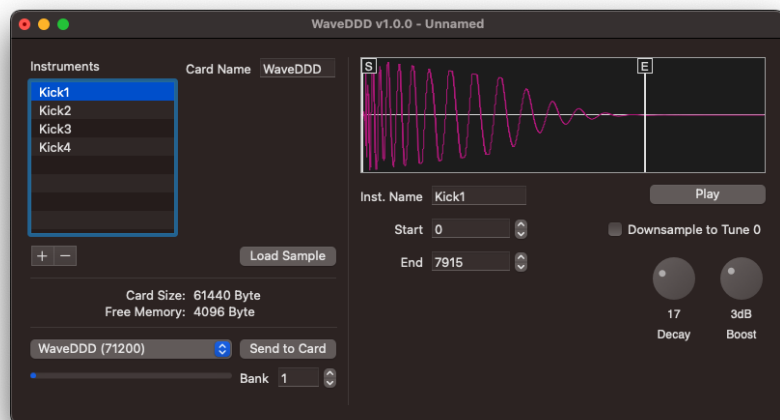 WaveDDD v1.0.0 - Unnamed
Instruments
Card Name WaveDDD
Kick1
Kick2
Kick3
Kick4
+ −
Load Sample
Card Size: 61440 Byte
Free Memory: 4096 Byte
WaveDDD (71200)
Send to Card
Bank 1
S
E
Inst. Name Kick1
Play
Start 0
Downsample to Tune 0
End 7915
17
3dB
Decay
Boost